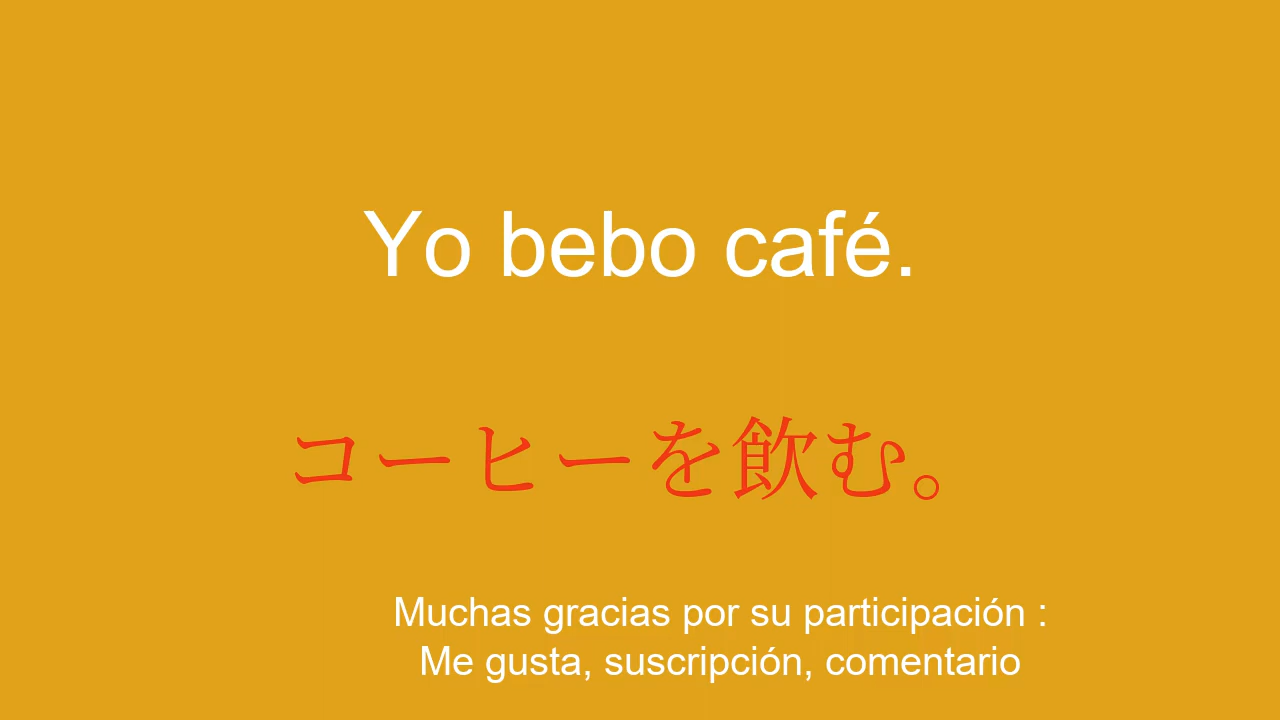 Yo bebo café.
コーヒーを飲む。
Muchas gracias por su participación :
Me gusta, suscripción, comentario